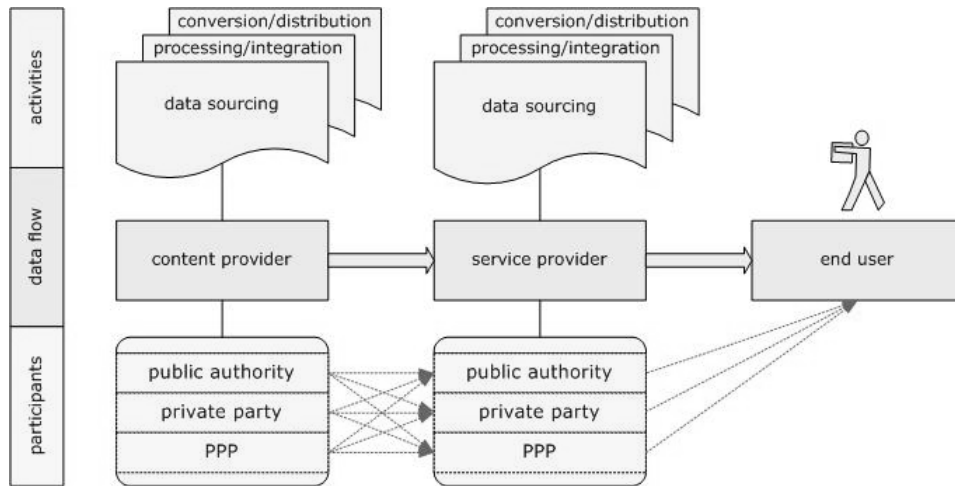 activities
conversion/distribution
processing/integration
data sourcing
conversion/distribution
processing/integration
data sourcing
data flow
content provider
service provider
end user
participants
public authority
private party
PPP
public authority
private party
PPP